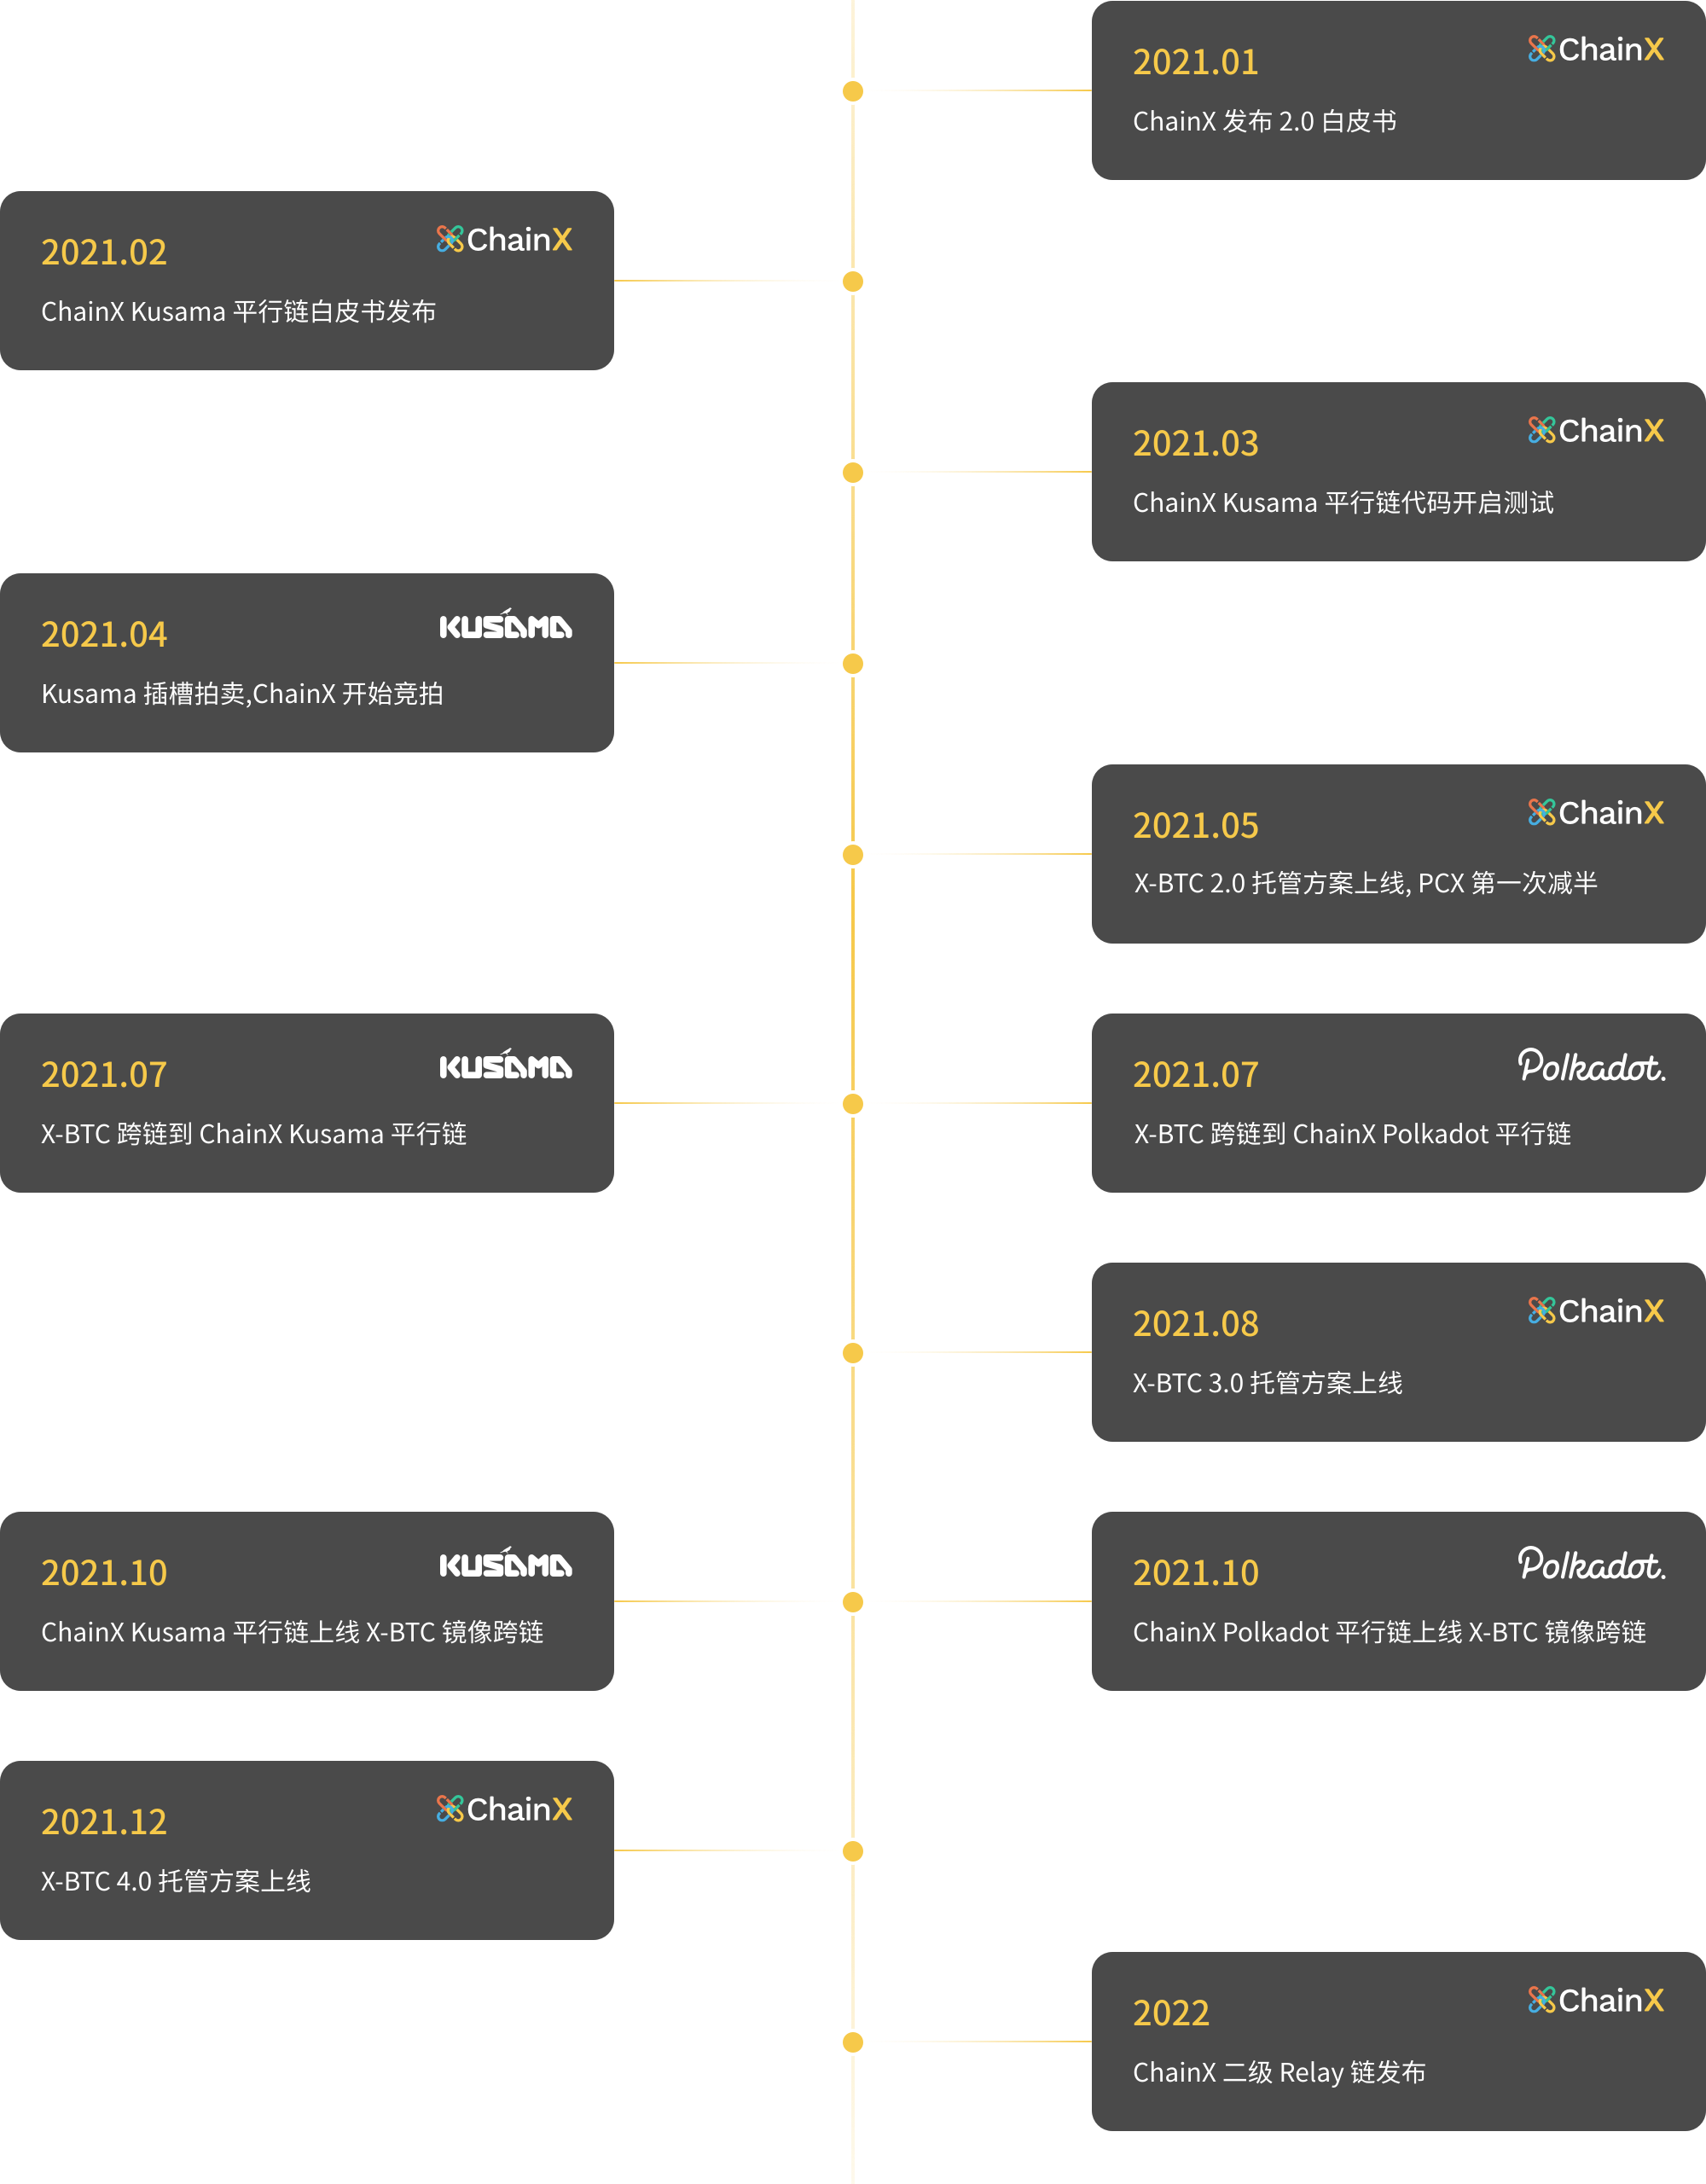 2021.01
ChainX
ChainX 发布 2.0 白皮书
2021.02
ChainX
ChainX Kusama 平行链白皮书发布
2021.03
ChainX
ChainX Kusama 平行链代码开启测试
2021.04
KUSAMA
Kusama 插槽拍卖,ChainX 开始竞拍
2021.05
ChainX
X-BTC 2.0 托管方案上线, PCX 第一次减半
2021.07
KUSAMA
X-BTC 跨链到 ChainX Kusama 平行链
2021.07
Polkadot.
X-BTC 跨链到 ChainX Polkadot 平行链
2021.08
ChainX
X-BTC 3.0 托管方案上线
2021.10
KUSAMA
ChainX Kusama 平行链上线 X-BTC 镜像跨链
2021.10
Polkadot.
ChainX Polkadot 平行链上线 X-BTC 镜像跨链
2021.12
ChainX
X-BTC 4.0 托管方案上线
2022
ChainX
ChainX 二级 Relay 链发布